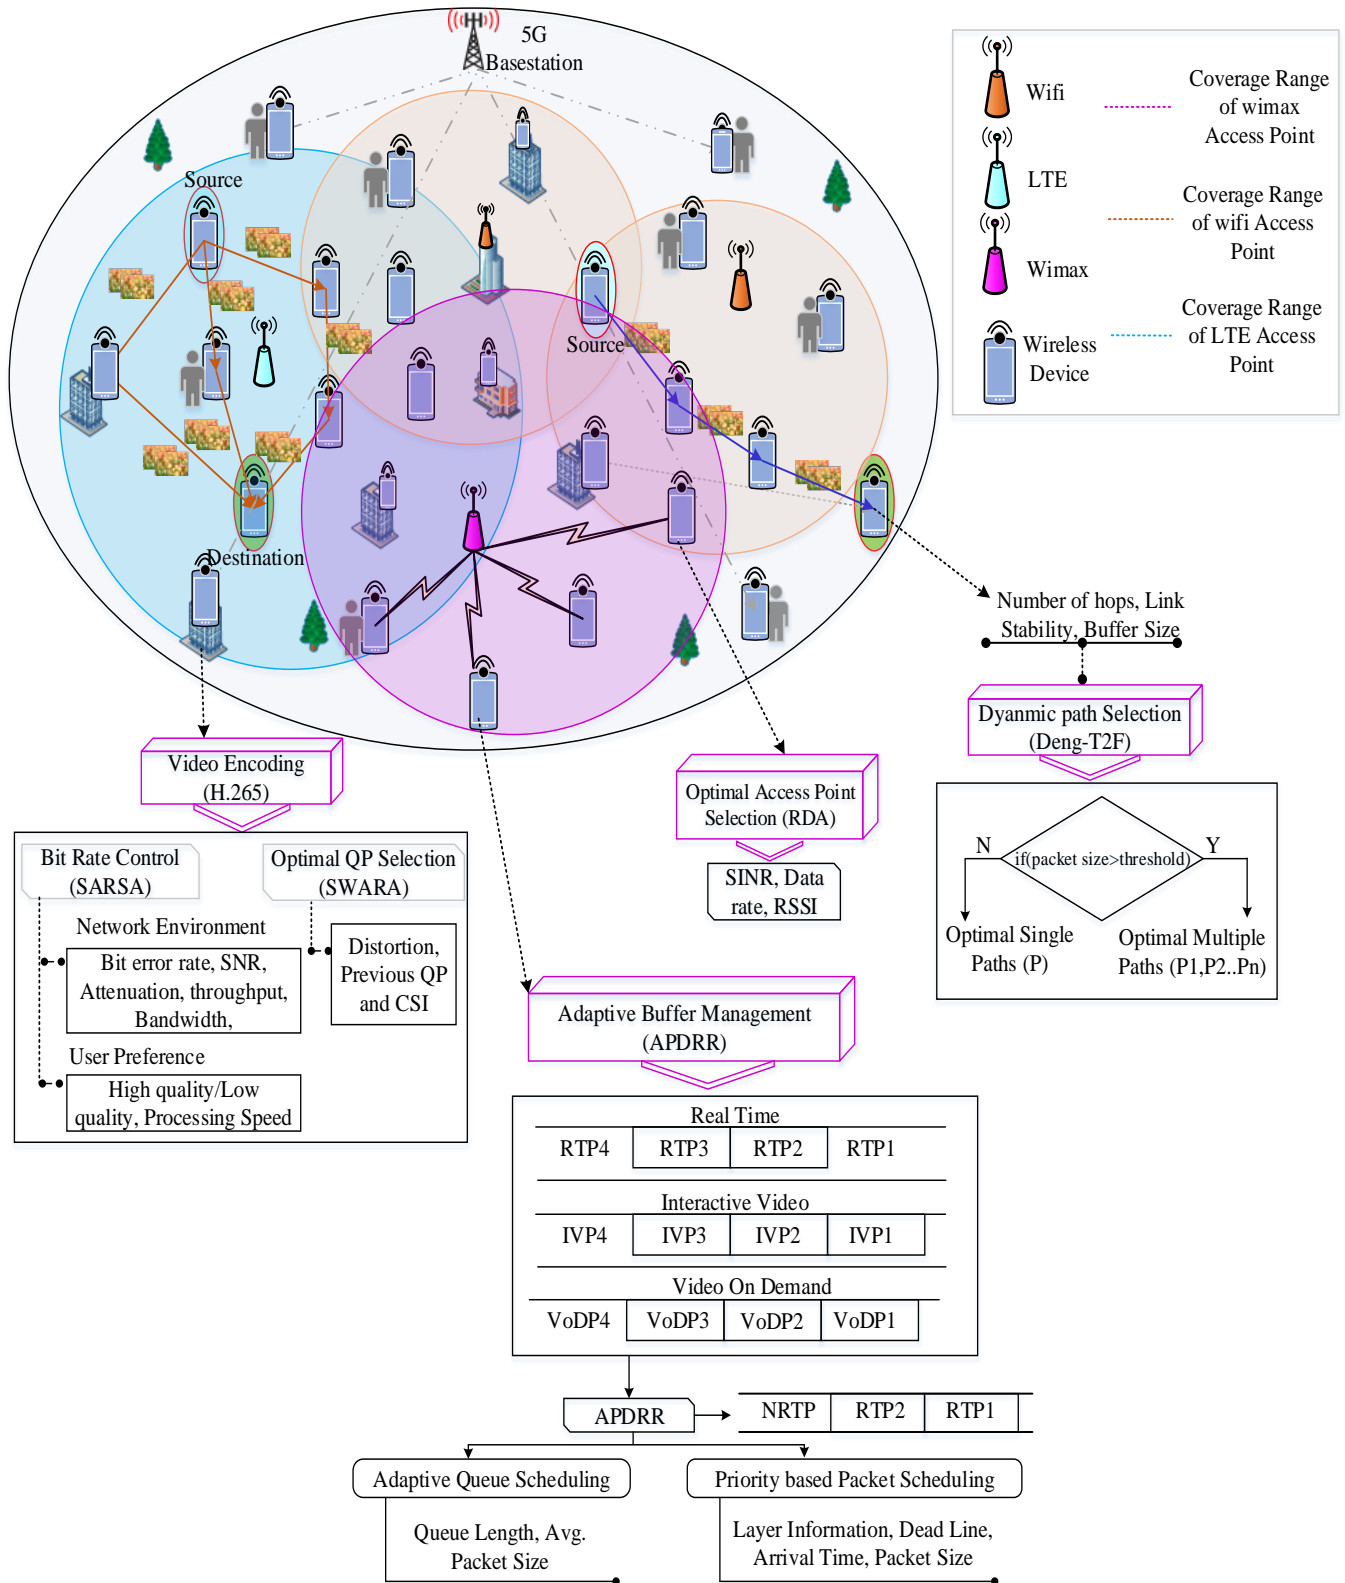 5G
Basestation
Source
Source
Destination
Wifi
LTE
Wimax
Wireless
Device
Coverage Range
of wimax
Access Point
Coverage Range
of wifi Access
Point
Coverage Range
of LTE Access
Point
Number of hops, Link
Stability, Buffer Size
Dyanmic path Selection
(Deng-T2F)
N
if(packet size>threshold)
Y
Optimal Single
Paths (P)
Optimal Multiple
Paths (P1,P2..Pn)
Video Encoding
(H.265)
Bit Rate Control
(SARSA)
Optimal QP Selection
(SWARA)
Network Environment
Bit error rate, SNR,
Attenuation, throughput,
Bandwidth,
Distortion,
Previous QP
and CSI
User Preference
High quality/Low
quality, Processing Speed
Optimal Access Point
Selection (RDA)
SINR, Data
rate, RSSI
Adaptive Buffer Management
(APDRR)
Real Time
RTP4 RTP3 RTP2 RTP1
Interactive Video
IVP4 IVP3 IVP2 IVP1
Video On Demand
VoDP4 VoDP3 VoDP2 VoDP1
APDRR
NRTP RTP2 RTP1
Adaptive Queue Scheduling
Priority based Packet Scheduling
Queue Length, Avg.
Packet Size
Layer Information, Dead Line,
Arrival Time, Packet Size